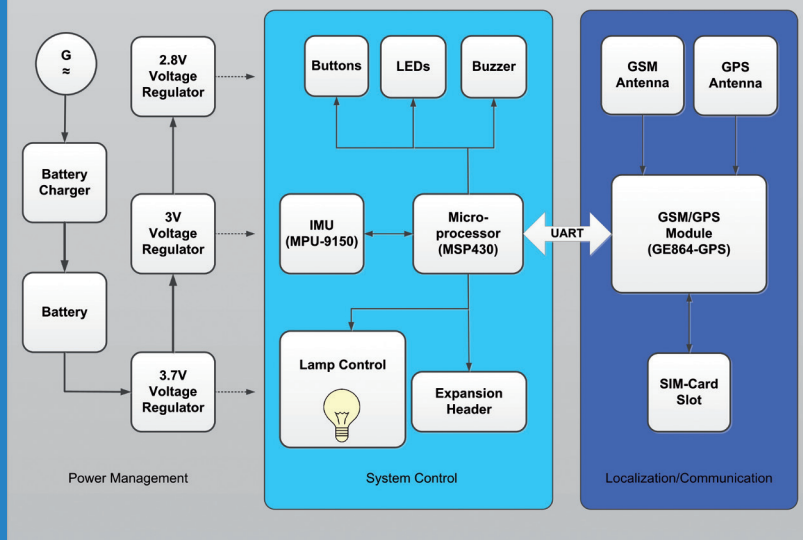 G
≈
Battery
Charger
Battery
2.8V
Voltage
Regulator
3V
Voltage
Regulator
3.7V
Voltage
Regulator
Power Management
Buttons
LEDs
Buzzer
IMU
(MPU-9150)
Micro-
processor
(MSP430)
Lamp Control
Expansion
Header
System Control
UART
GSM
Antenna
GPS
Antenna
GSM/GPS
Module
(GE864-GPS)
SIM-Card
Slot
Localization/Communication